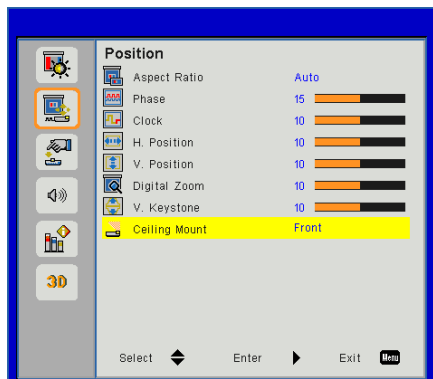 Position
Aspect Ratio Auto
Phase 15
Clock 10
H. Position 10
V. Position 10
Digital Zoom 10
V. Keystone 10
Ceiling Mount Front
3D
Select Enter Exit Menu